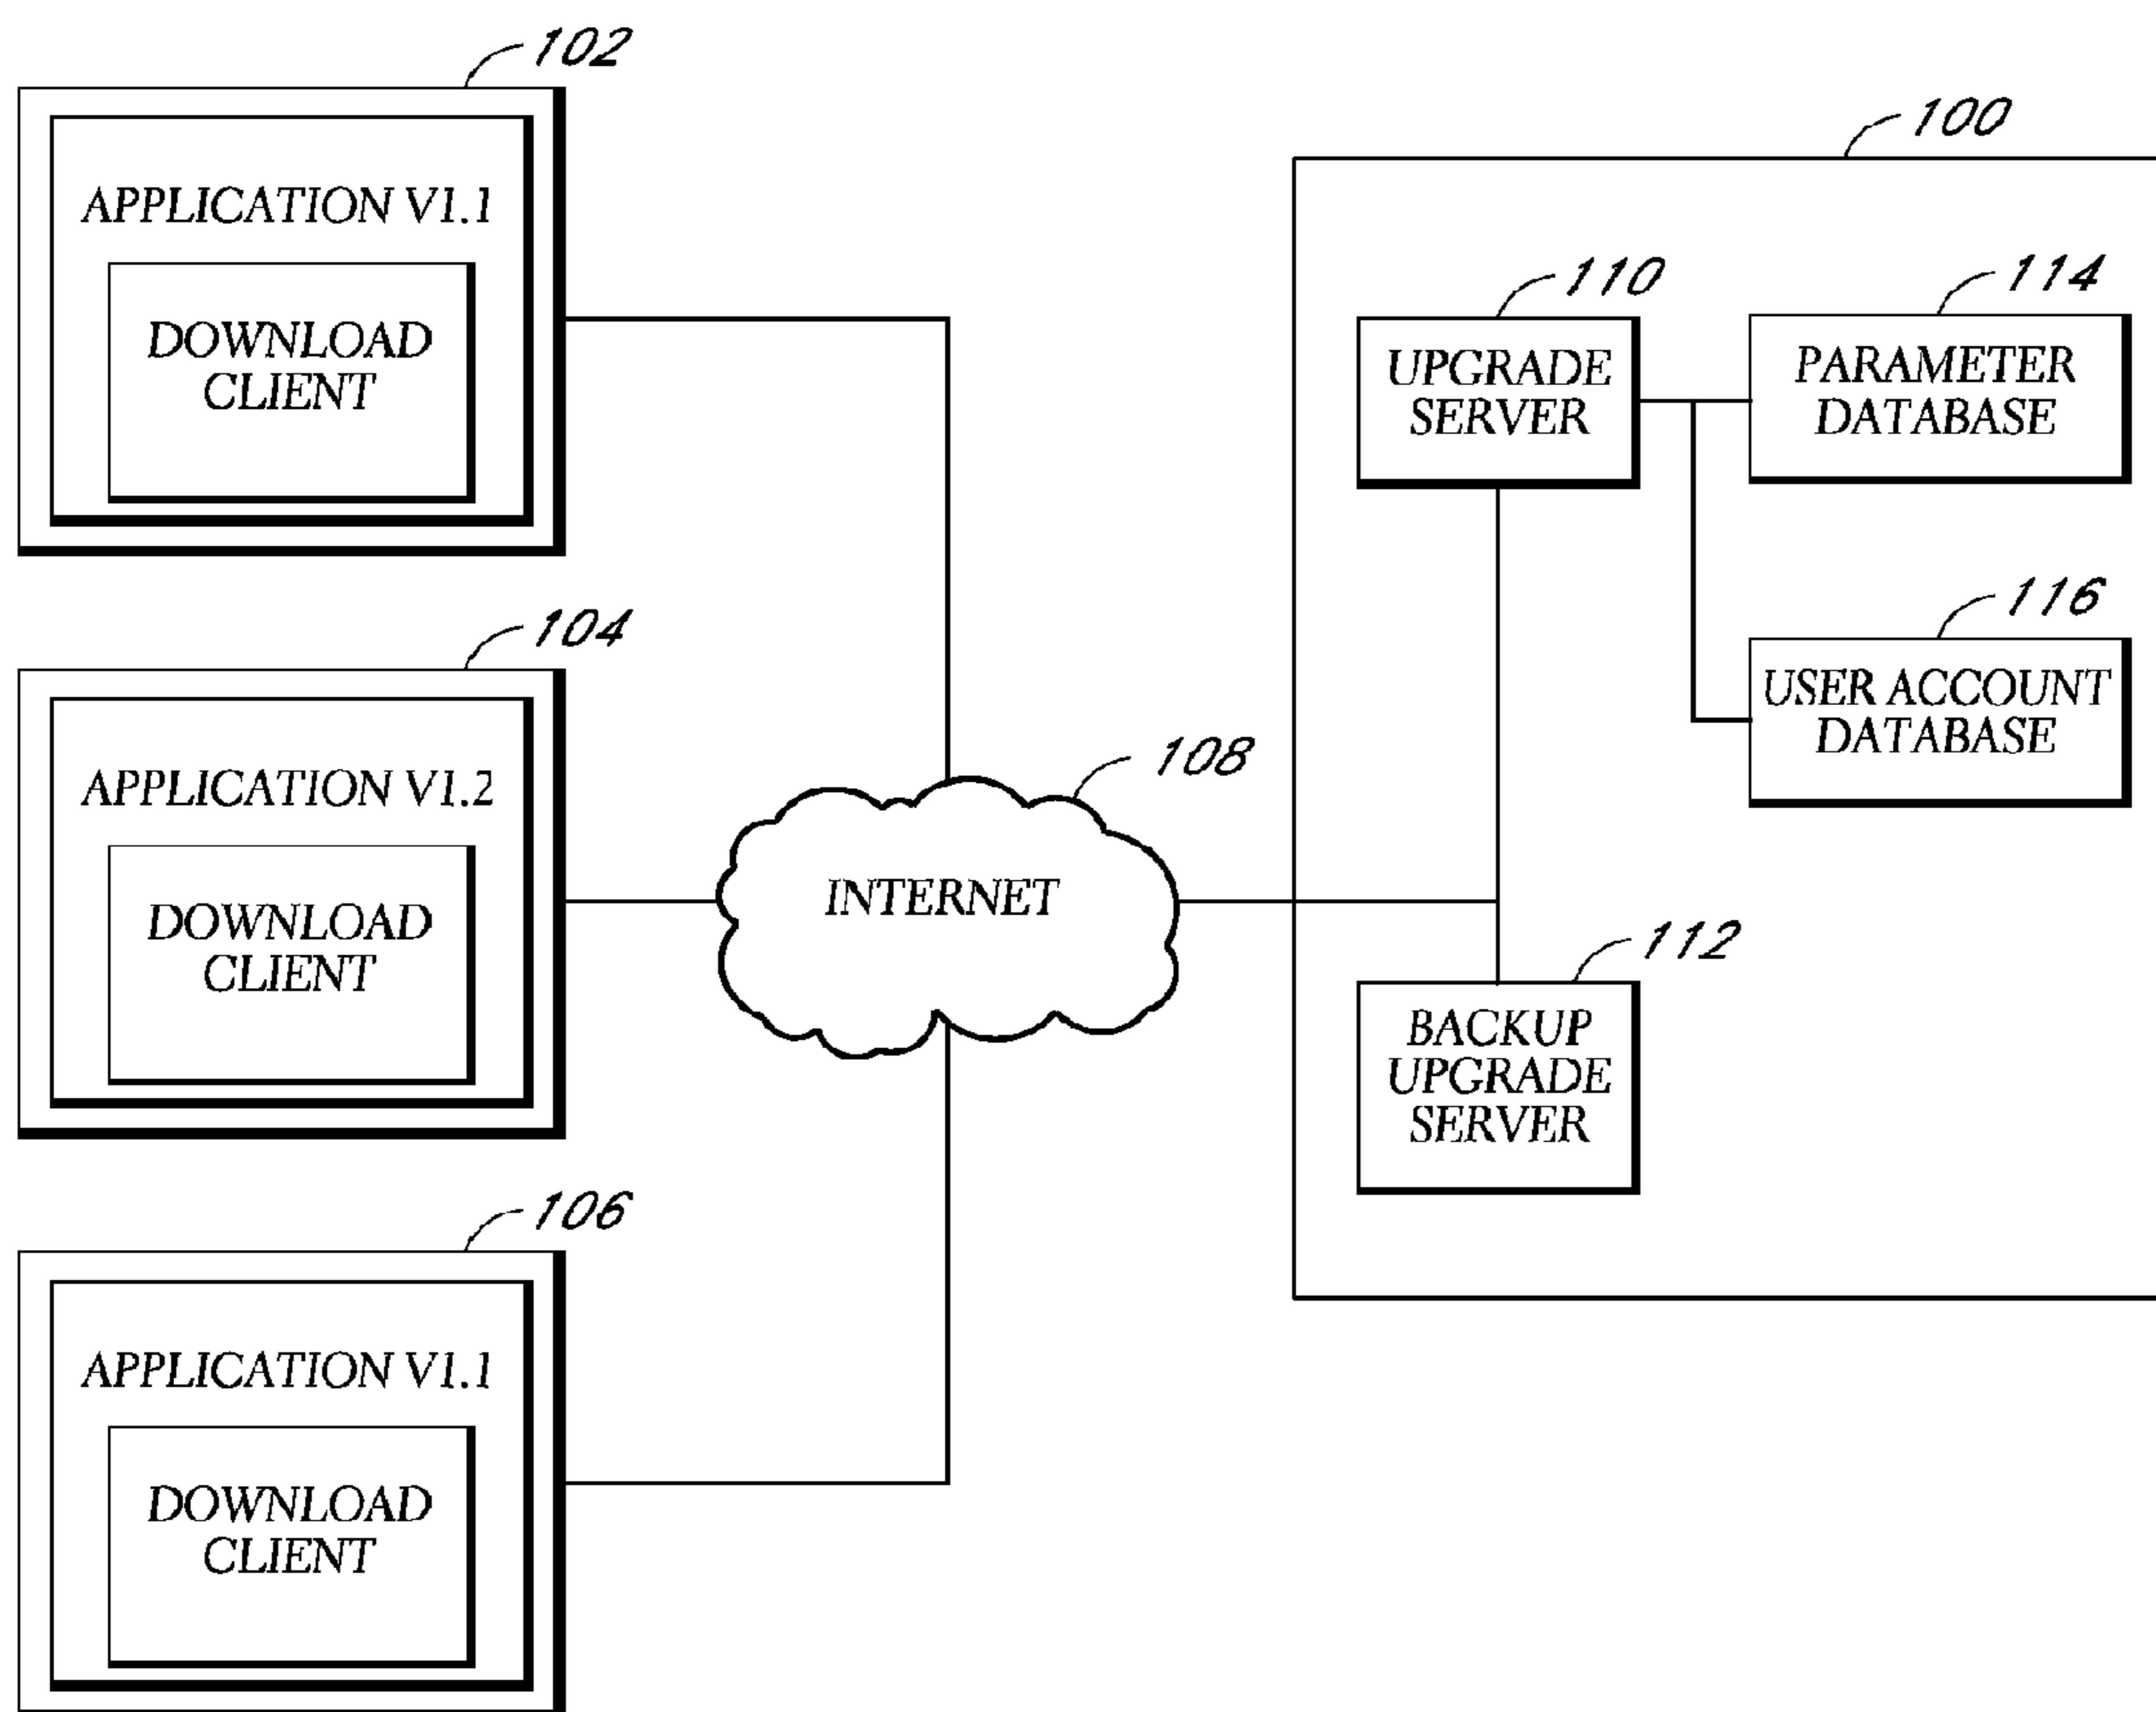 102
APPLICATION V1.1
DOWNLOAD
CLIENT
104
APPLICATION V1.2
DOWNLOAD
CLIENT
106
APPLICATION V1.1
DOWNLOAD
CLIENT
108
INTERNET
100
110
UPGRADE
SERVER
114
PARAMETER
DATABASE
116
USER ACCOUNT
DATABASE
112
BACKUP
UPGRADE
SERVER